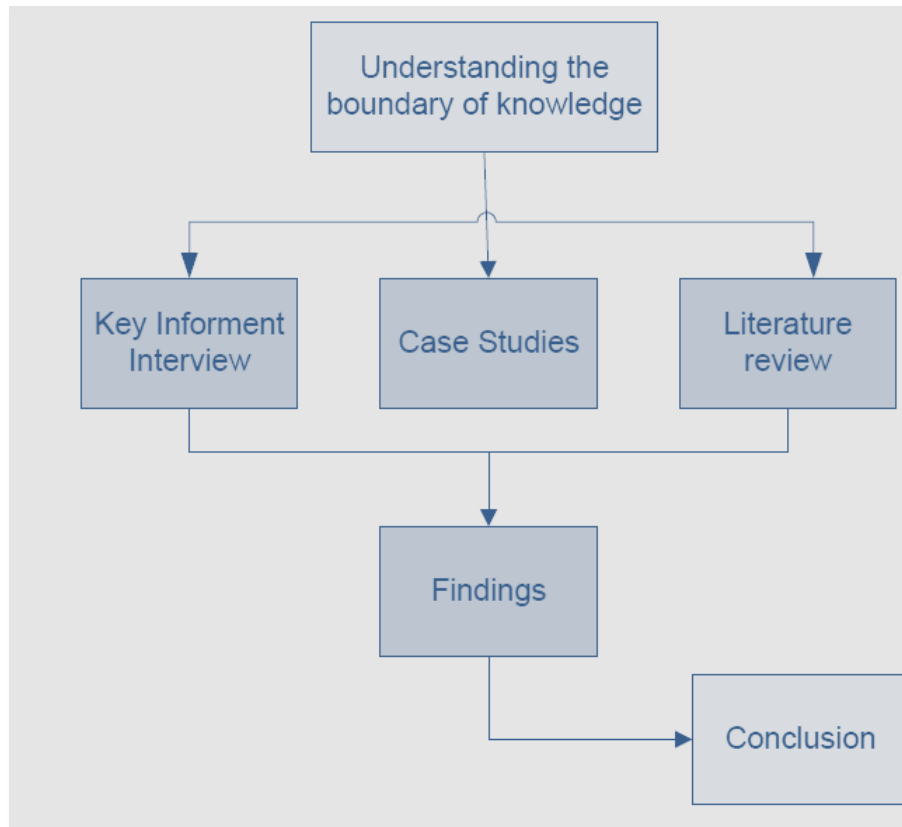 Understanding the
boundary of knowledge
Key Informent
Interview
Case Studies
Literature
review
Findings
Conclusion